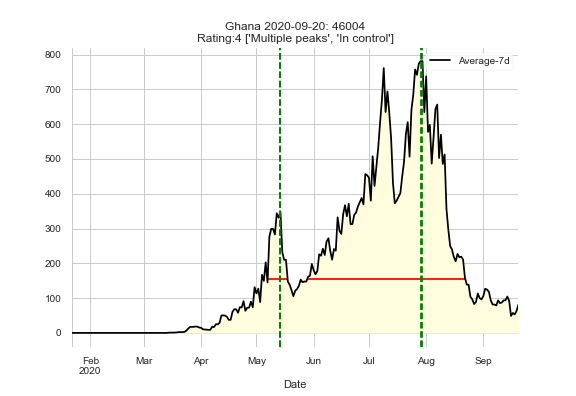 Ghana 2020-09-20: 46004
Rating:4 ['Multiple peaks', 'In control']
Average-7d
800
700
600
500
400
300
200
100
0
Feb
2020
Mar
Apr
May
Jun
Jul
Aug
Sep
Date